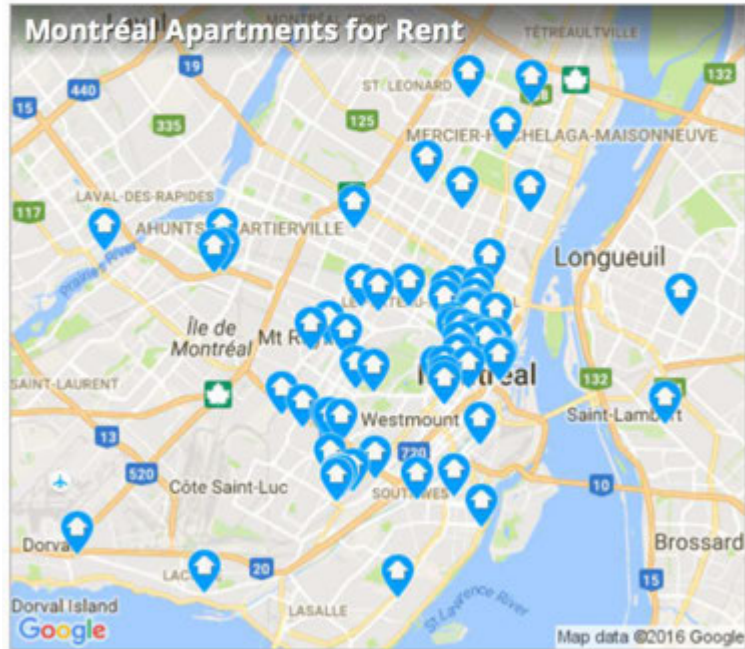 Montréal Apartments for Rent
TÉTREAULTVILLE
132
19
440
ST. LEONARD
15
125
335
MERCIER-HOCHELAGA-MAISONNEUVE
LAVAL-DES-RAPIDES
117
AHUNTSIC-CARTIERVILLE
Longueuil
Prairies River
Île de
Montréal
Mt
Montréal
SAINT-LAURENT
132
Saint-Lambert
Westmount
13
720
520
Côte Saint-Luc
10
Dorval
20
Brossard
15
LASALLE
St. Lawrence River
Dorval Island
Google
Map data ©2016 Google